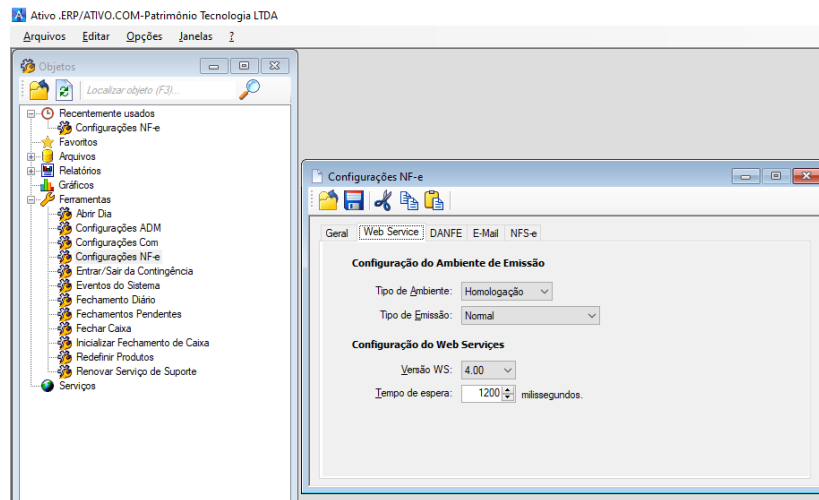 Ativo .ERP/ATIVO.COM-Patrimônio Tecnologia LTDA
Arquivos Editar Opções Janelas ?
Objetos
Localizar objeto (F3)...
Recentemente usados
Configurações NF-e
Favoritos
Arquivos
Relatórios
Gráficos
Ferramentas
Abrir Dia
Configurações ADM
Configurações Com
Configurações NF-e
Entrar/Sair da Contingência
Eventos do Sistema
Fechamento Diário
Fechamentos Pendentes
Fechar Caixa
Inicializar Fechamento de Caixa
Redefinir Produtos
Renovar Serviço de Suporte
Serviços
Configurações NF-e
Geral Web Service DANFE E-Mail NFS-e
Configuração do Ambiente de Emissão
Tipo de Ambiente: Homologação
Tipo de Emissão: Normal
Configuração do Web Serviçes
Versão WS: 4.00
Tempo de espera: 1200 milissegundos.